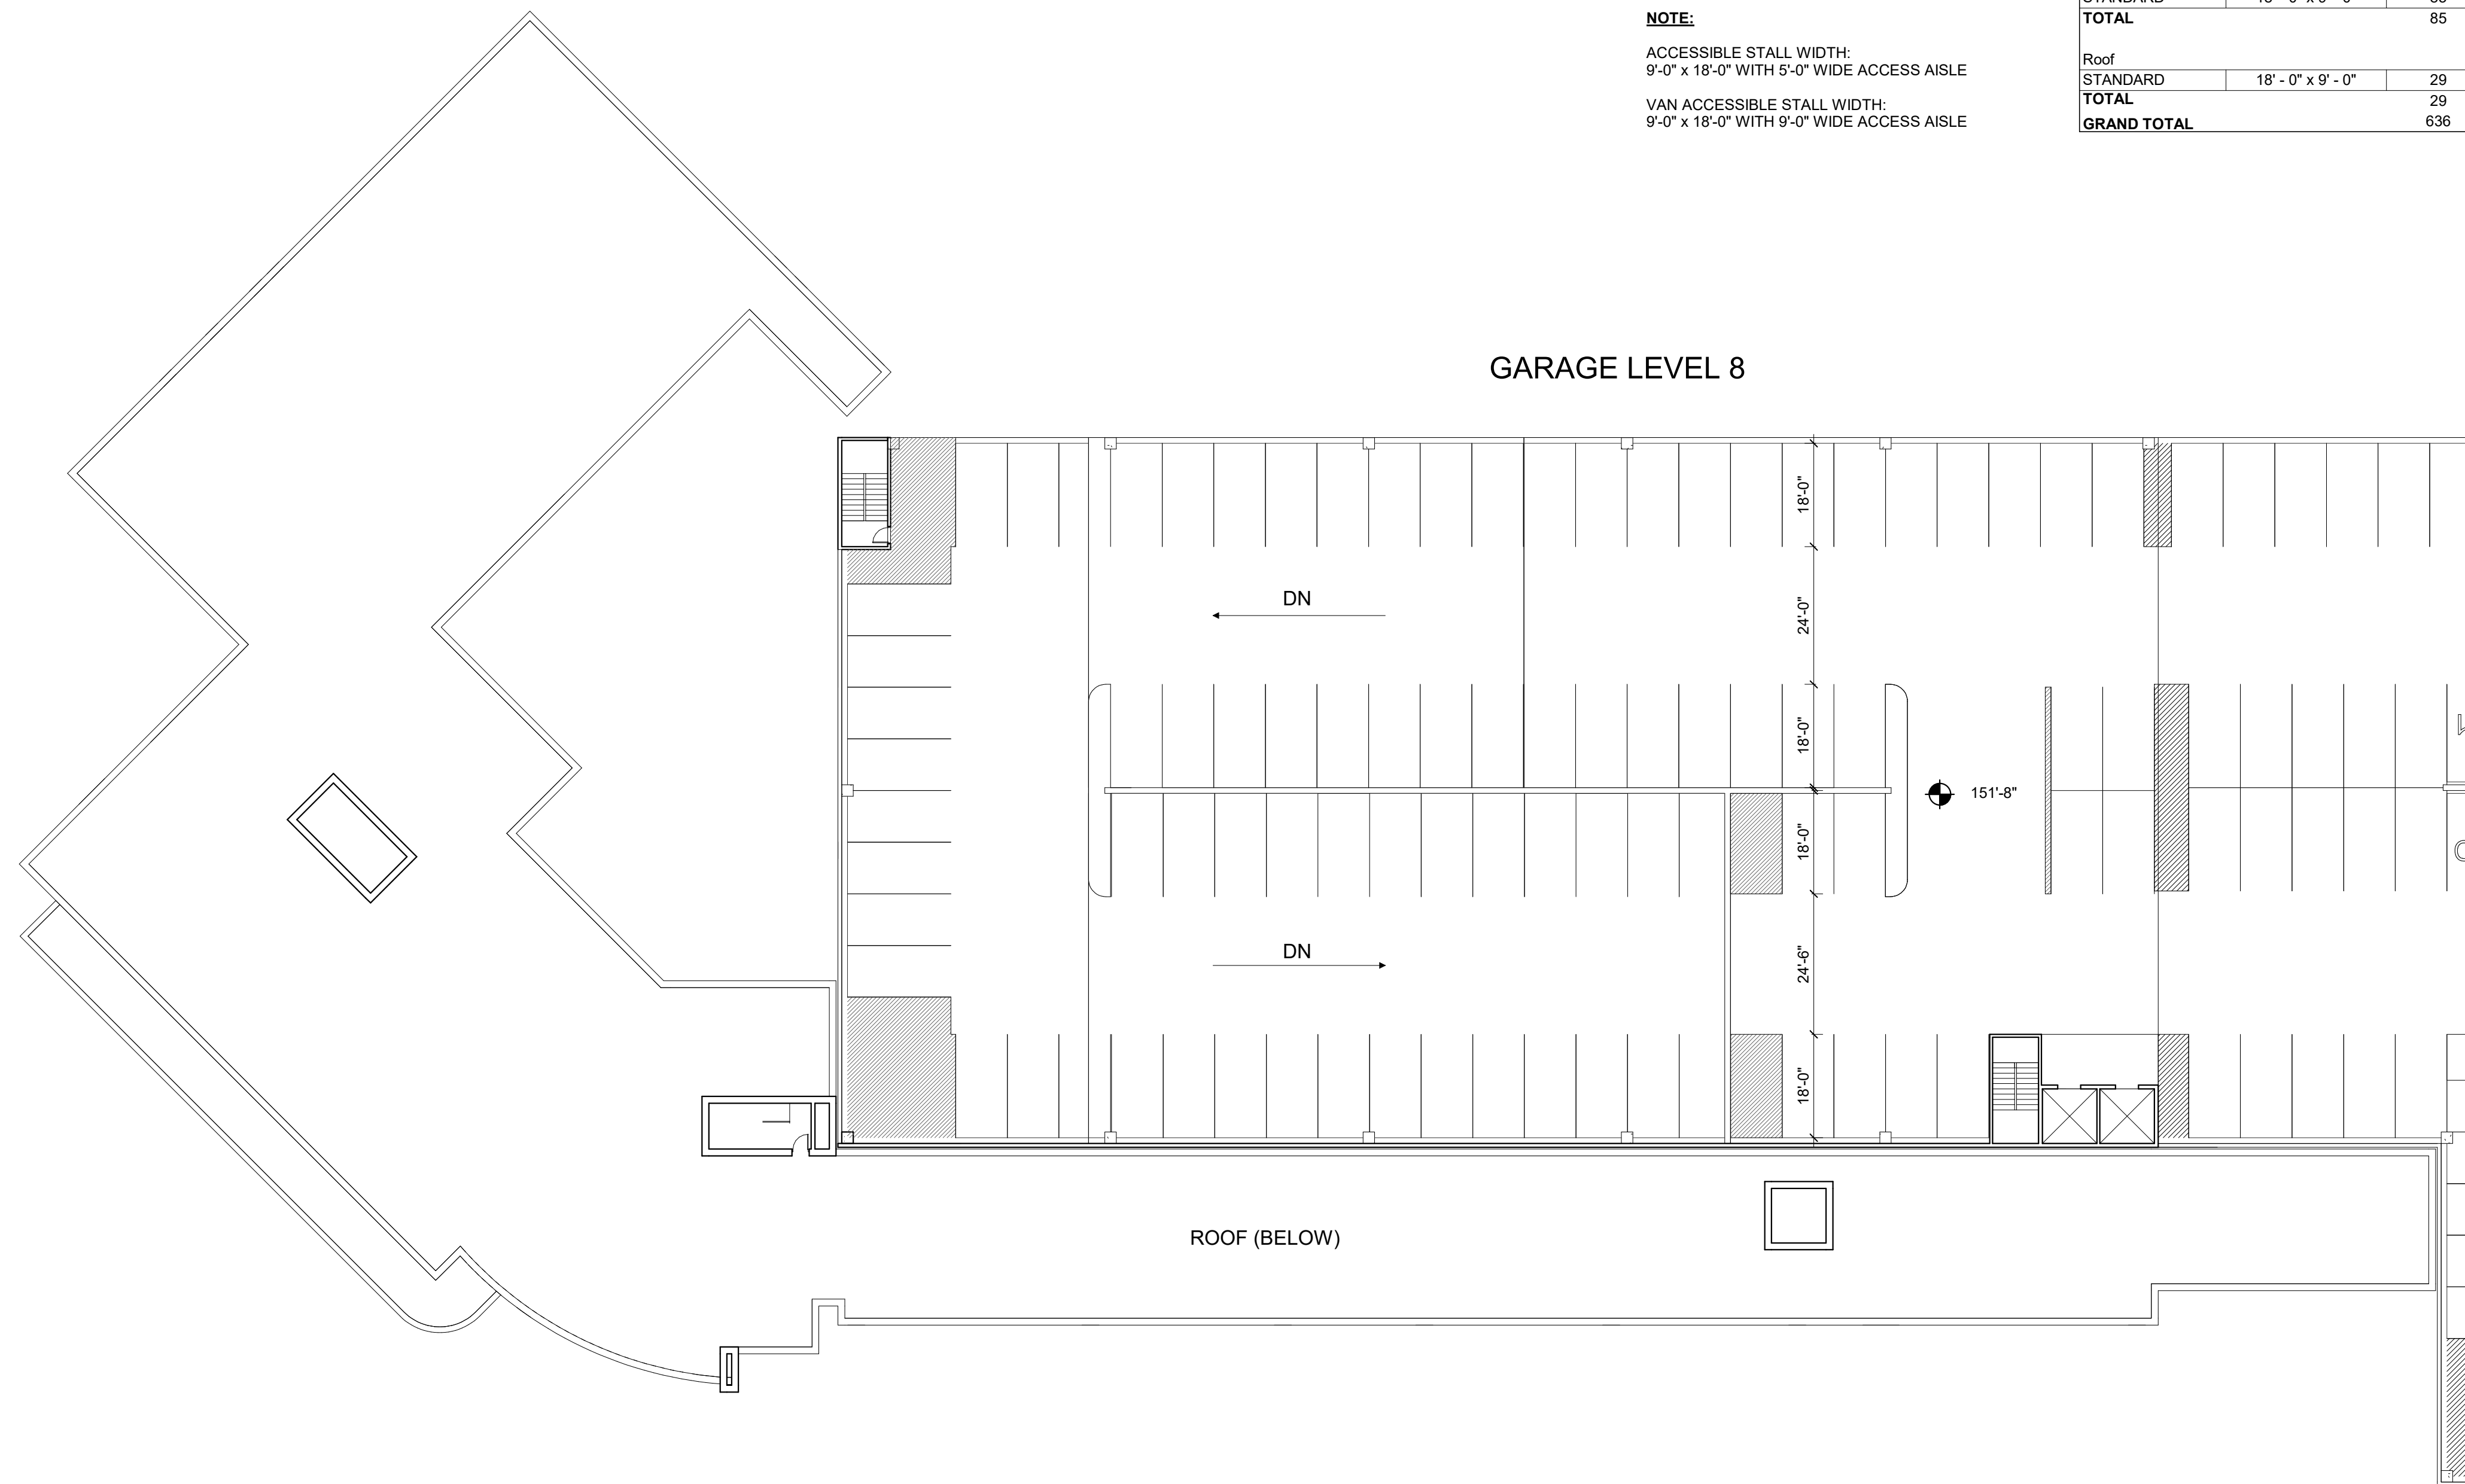 NOTE:
ACCESSIBLE STALL WIDTH:
9'-0" x 18'-0" WITH 5'-0" WIDE ACCESS AISLE
VAN ACCESSIBLE STALL WIDTH:
9'-0" x 18'-0" WITH 9'-0" WIDE ACCESS AISLE
TOTAL 85
Roof
STANDARD 18' - 0" x 9' - 0" 29
TOTAL 29
GRAND TOTAL 636
GARAGE LEVEL 8
18'-0"
DN
24'-0"
18'-0"
151'-8"
18'-0"
DN
24'-6"
18'-0"
ROOF (BELOW)